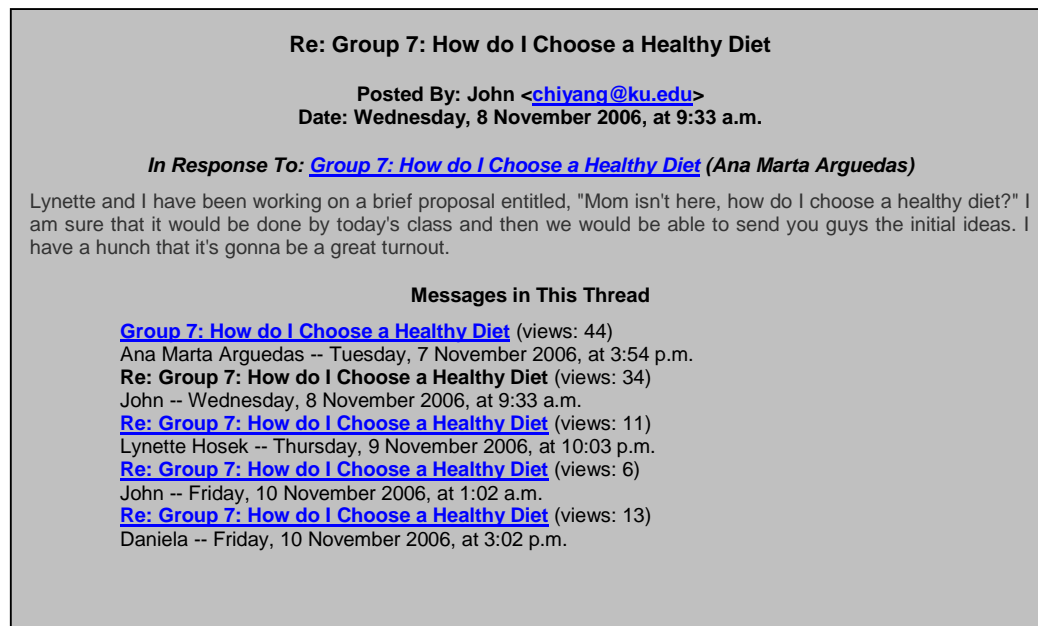 Re: Group 7: How do I Choose a Healthy Diet
Posted By: John <chiyang@ku.edu>
Date: Wednesday, 8 November 2006, at 9:33 a.m.
In Response To: Group 7: How do I Choose a Healthy Diet (Ana Marta Arguedas)
Lynette and I have been working on a brief proposal entitled, "Mom isn't here, how do I choose a healthy diet?" I
am sure that it would be done by today's class and then we would be able to send you guys the initial ideas. I
have a hunch that it's gonna be a great turnout.
Messages in This Thread
Group 7: How do I Choose a Healthy Diet (views: 44)
Ana Marta Arguedas -- Tuesday, 7 November 2006, at 3:54 p.m.
Re: Group 7: How do I Choose a Healthy Diet (views: 34)
John -- Wednesday, 8 November 2006, at 9:33 a.m.
Re: Group 7: How do I Choose a Healthy Diet (views: 11)
Lynette Hosek -- Thursday, 9 November 2006, at 10:03 p.m.
Re: Group 7: How do I Choose a Healthy Diet (views: 6)
John -- Friday, 10 November 2006, at 1:02 a.m.
Re: Group 7: How do I Choose a Healthy Diet (views: 13)
Daniela -- Friday, 10 November 2006, at 3:02 p.m.